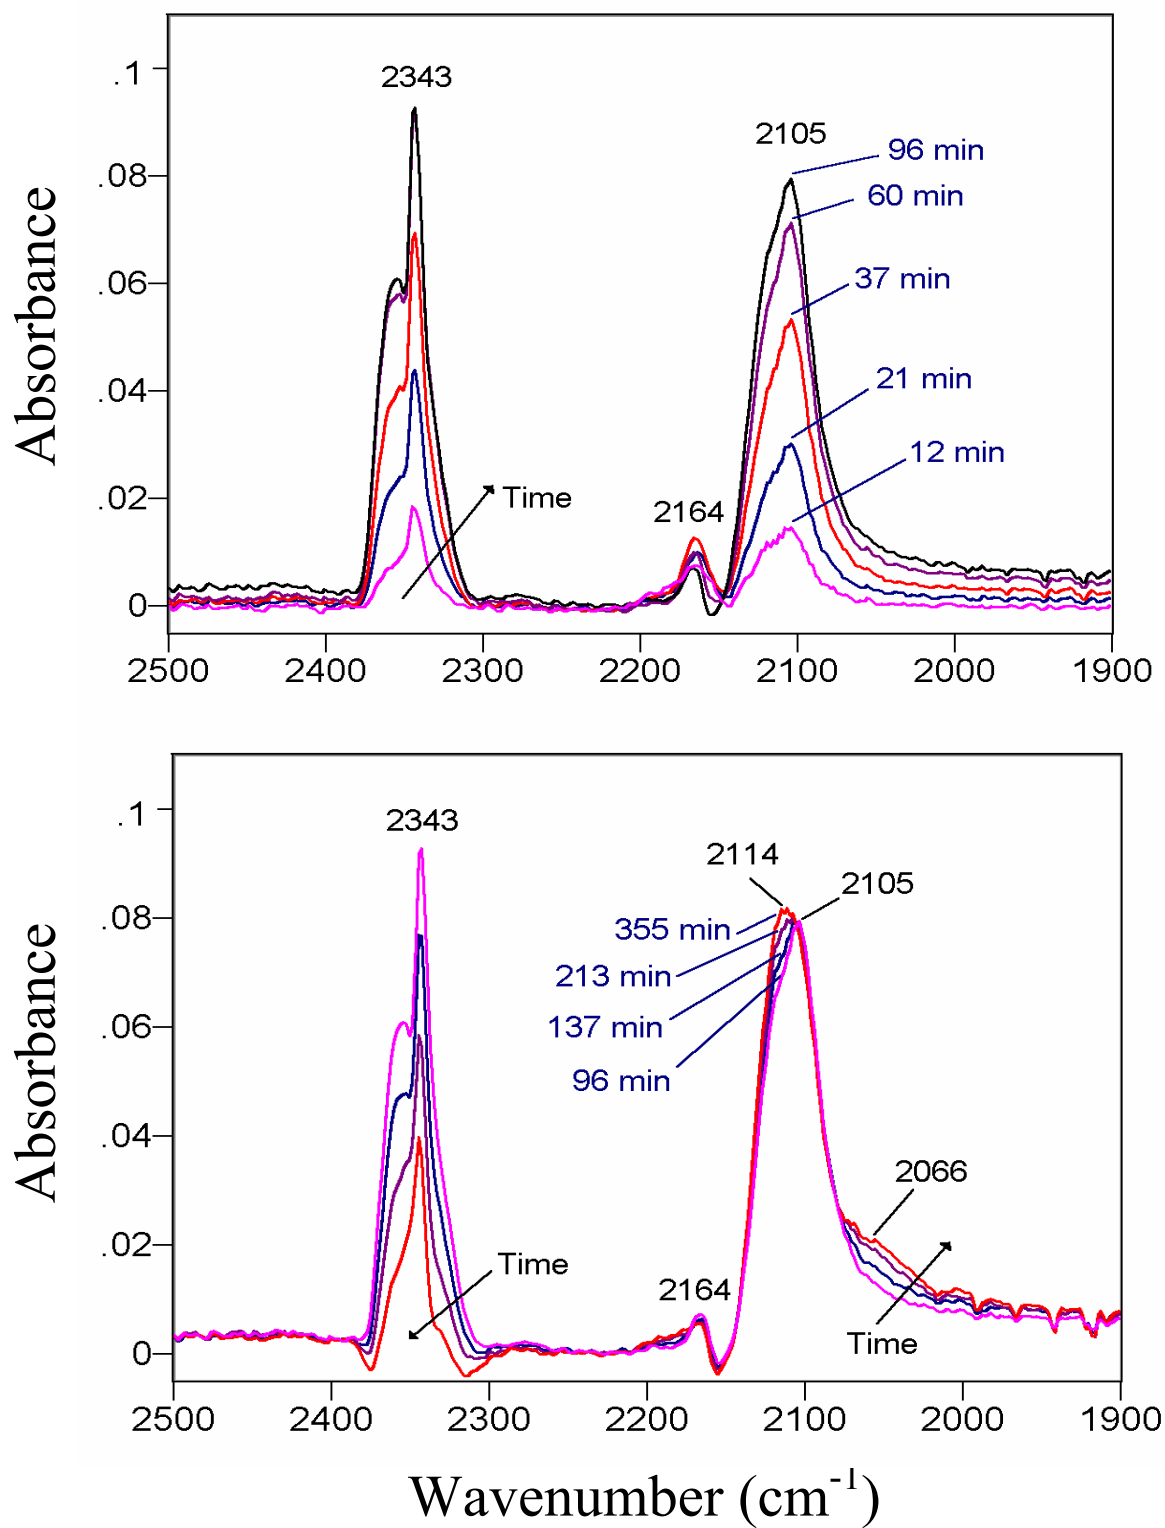 .1
2343
2105
96 min
.08
60 min
Absorbance
.06
37 min
.04
21 min
12 min
.02
Time
2164
0
2500 2400 2300 2200 2100 2000 1900
.1
2343
2114
2105
.08
355 min
213 min
Absorbance
.06
137 min
96 min
.04
2066
.02
Time
2164
Time
0
2500 2400 2300 2200 2100 2000 1900
Wavenumber (cm⁻¹)